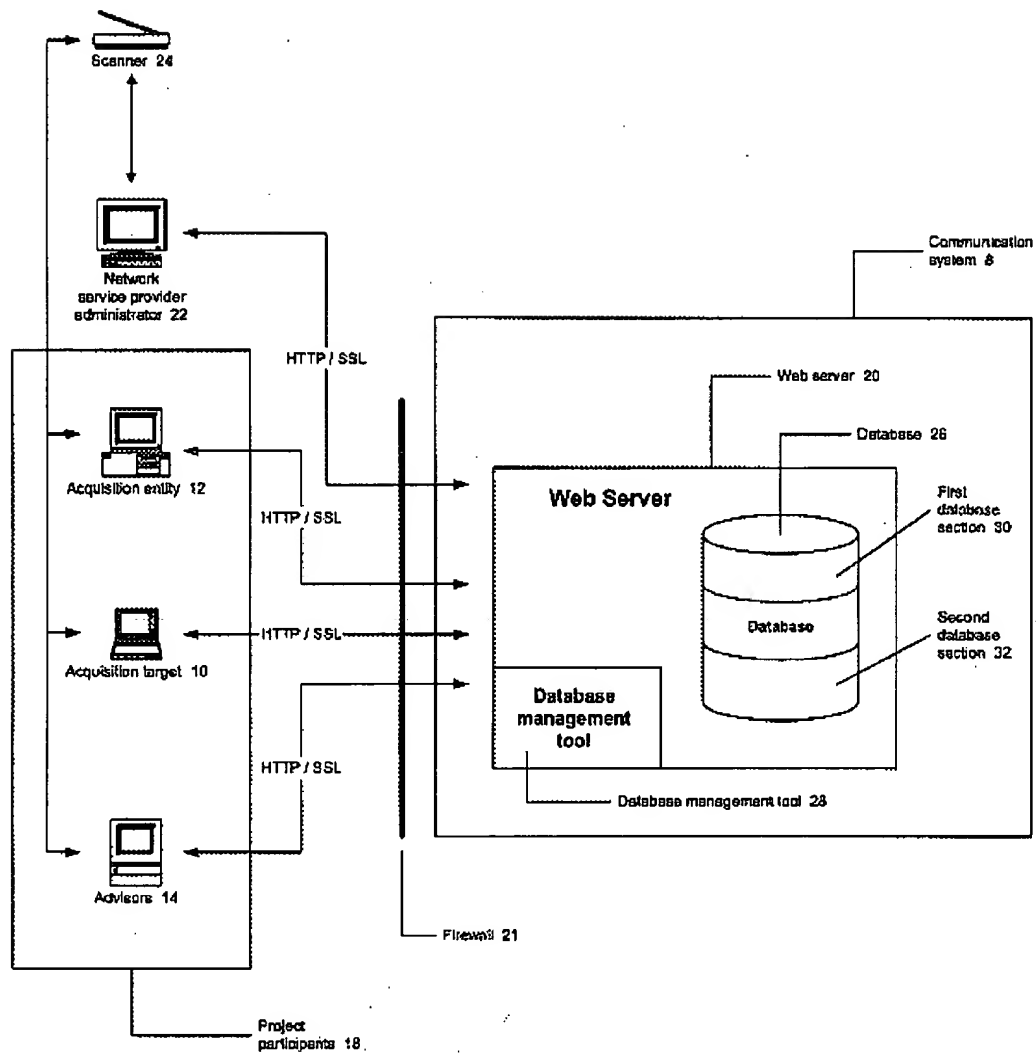 Scanner 24
Network
service provider
administrator 22
Communication
system 8
HTTP / SSL
Web server 20
Database 26
Acquisition entity 12
Web Server
First
database
section 30
HTTP / SSL
Database
Second
database
section 32
HTTP / SSL
Acquisition target 10
Database
management
tool
HTTP / SSL
Database management tool 28
Advisors 14
Firewall 21
Project
participants 18